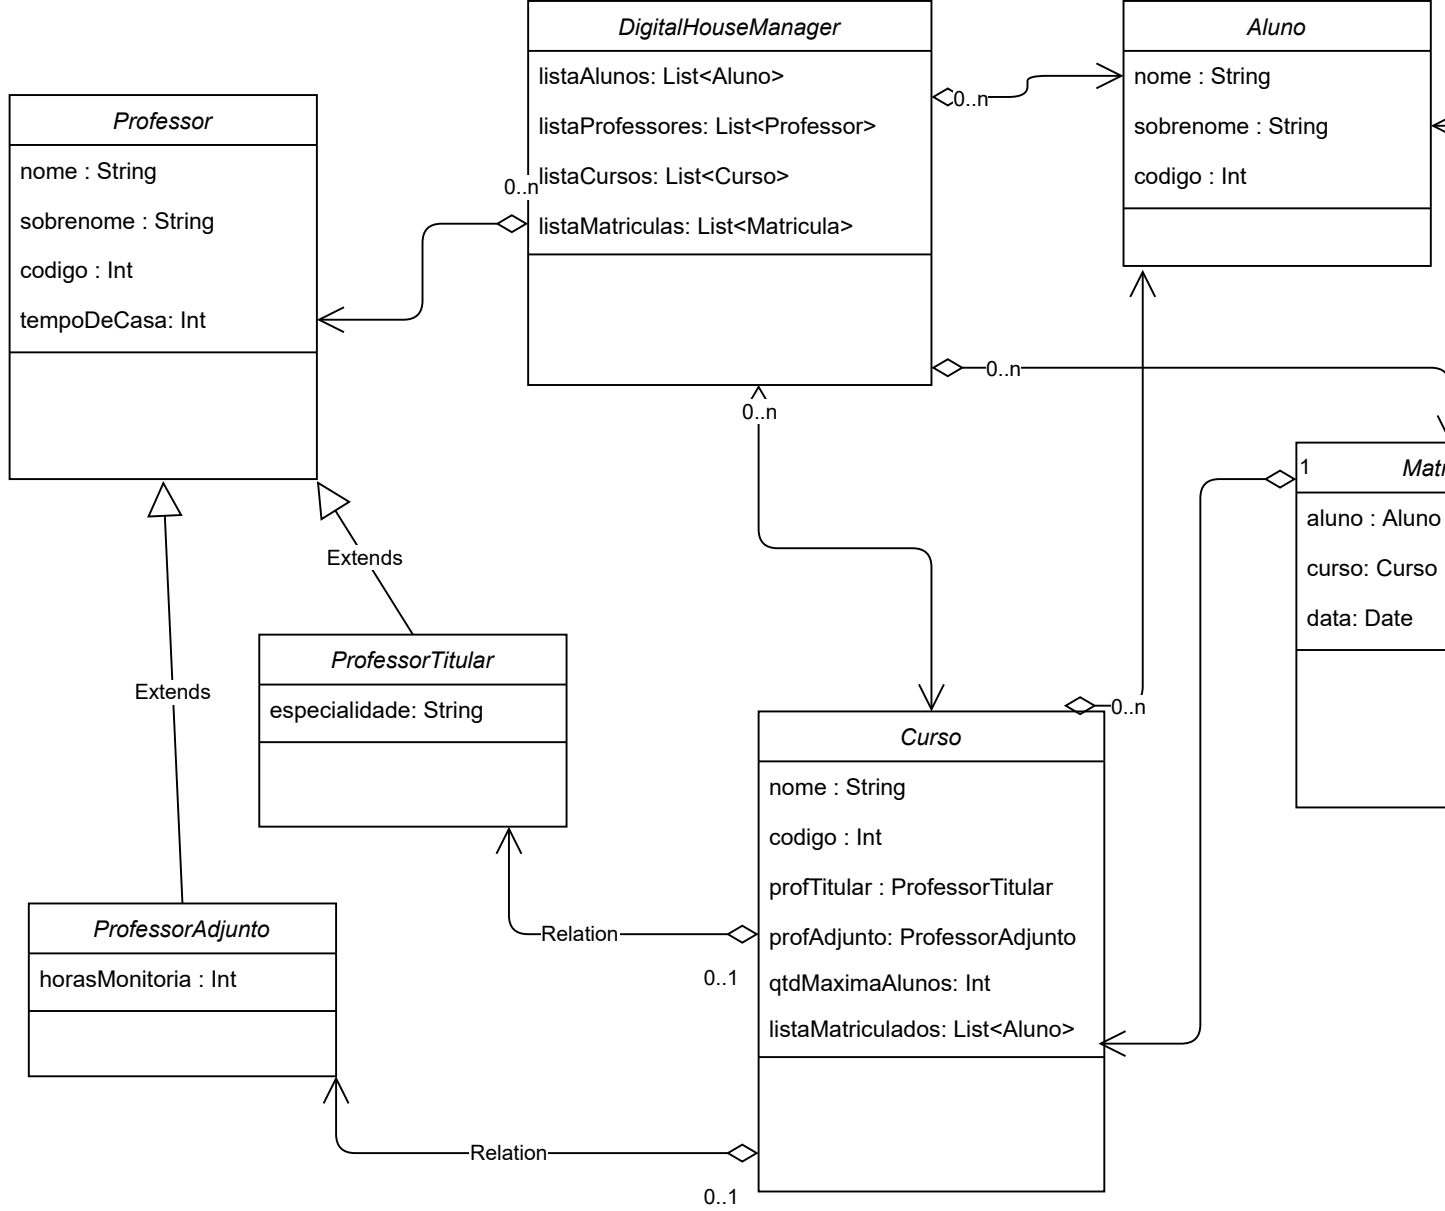 DigitalHouseManager
listaAlunos: List<Aluno>
listaProfessores: List<Professor>
listaCursos: List<Curso>
listaMatriculas: List<Matricula>
Aluno
nome : String
sobrenome : String
codigo : Int
0..n
Professor
nome : String
sobrenome : String
codigo : Int
tempoDeCasa: Int
0..n
0..n
0..n
1
aluno : Aluno
curso: Curso
data: Date
Extends
Extends
ProfessorTitular
especialidade: String
0..n
Curso
nome : String
codigo : Int
profTitular : ProfessorTitular
profAdjunto: ProfessorAdjunto
qtdMaximaAlunos: Int
listaMatriculados: List<Aluno>
Relation
0..1
ProfessorAdjunto
horasMonitoria : Int
Relation
0..1